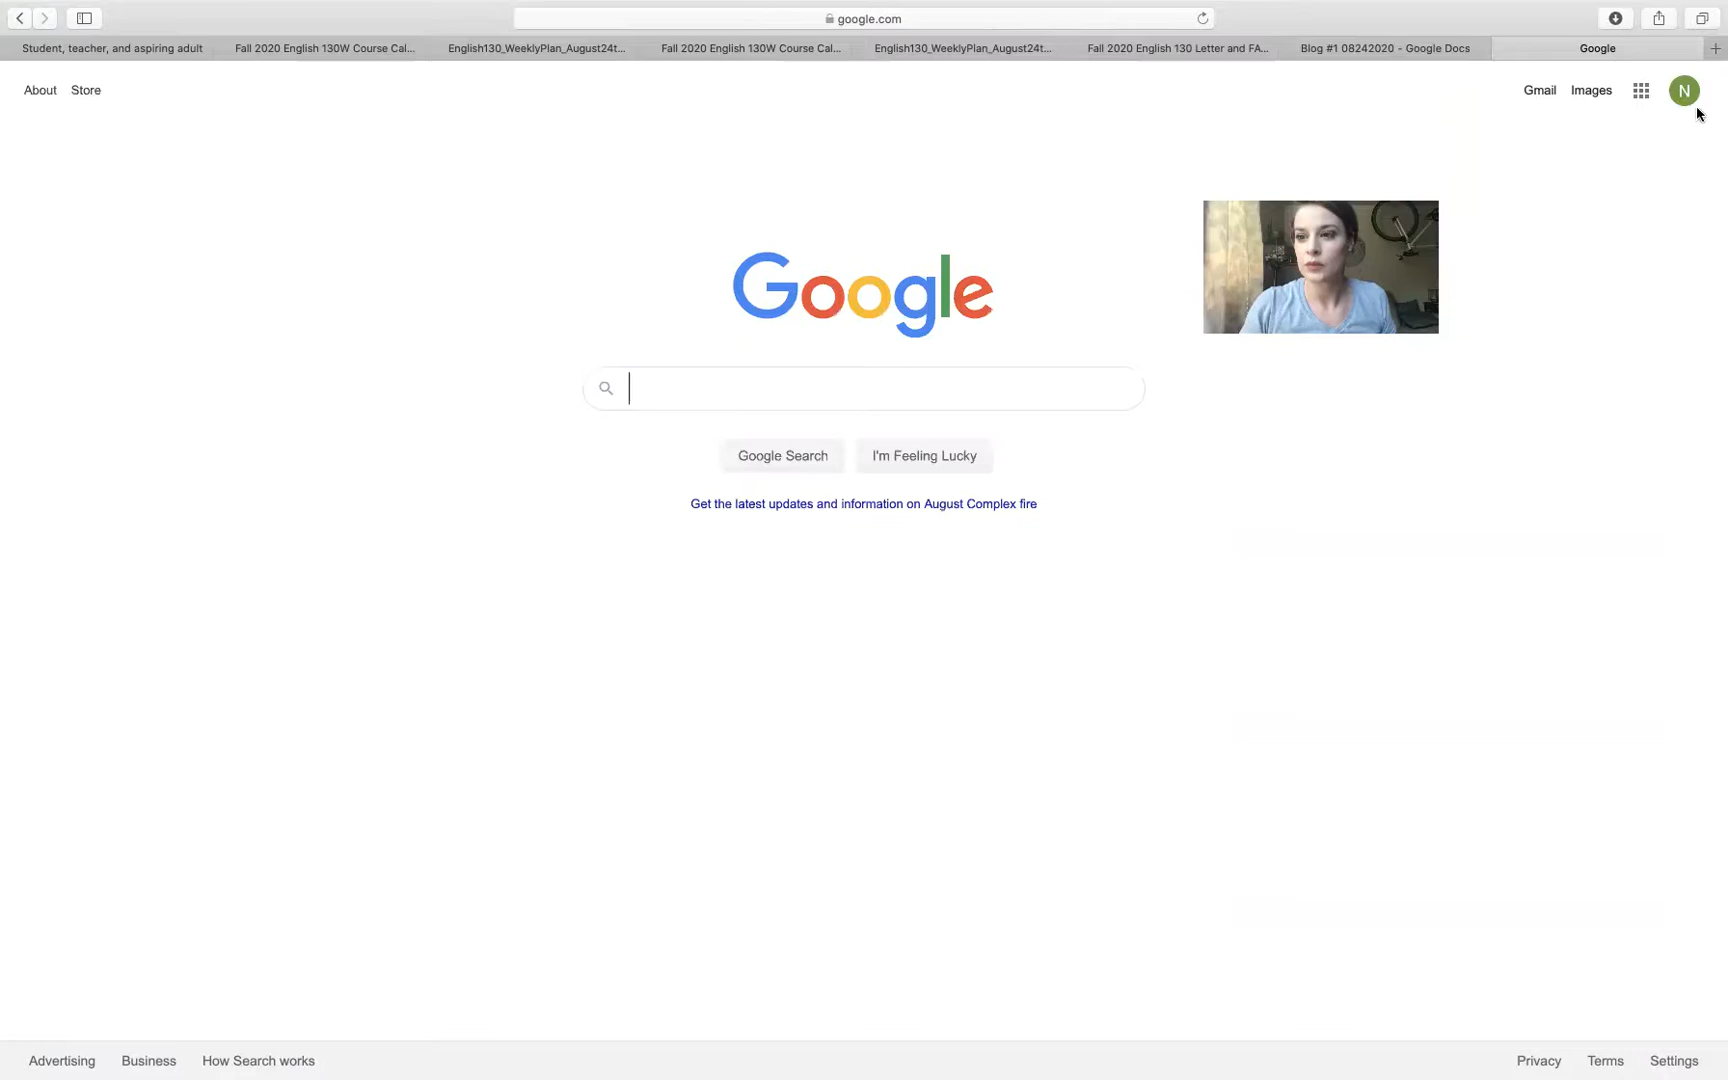 google.com
Student, teacher, and aspiring adult
Fall 2020 English 130W Course Cal...
English130_WeeklyPlan_August24t...
Fall 2020 English 130W Course Cal...
English130_WeeklyPlan_August24t...
Fall 2020 English 130 Letter and FA...
Blog #1 08242020 - Google Docs
Google
+
About
Store
Gmail
Images
N
Google
Google Search
I'm Feeling Lucky
Get the latest updates and information on August Complex fire
Advertising
Business
How Search works
Privacy
Terms
Settings